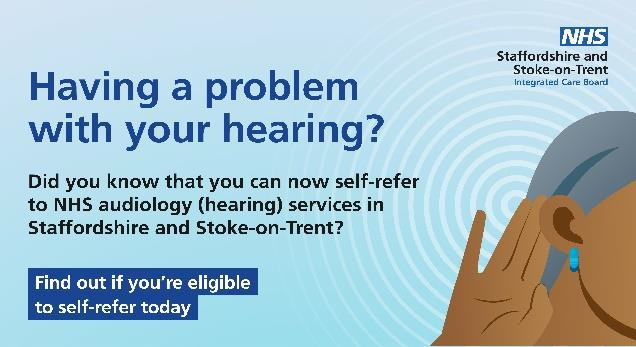 NHS
Staffordshire and
Stoke-on-Trent
Integrated Care Board
Having a problem
with your hearing?
Did you know that you can now self-refer
to NHS audiology (hearing) services in
Staffordshire and Stoke-on-Trent?
Find out if you're eligible
to self-refer today